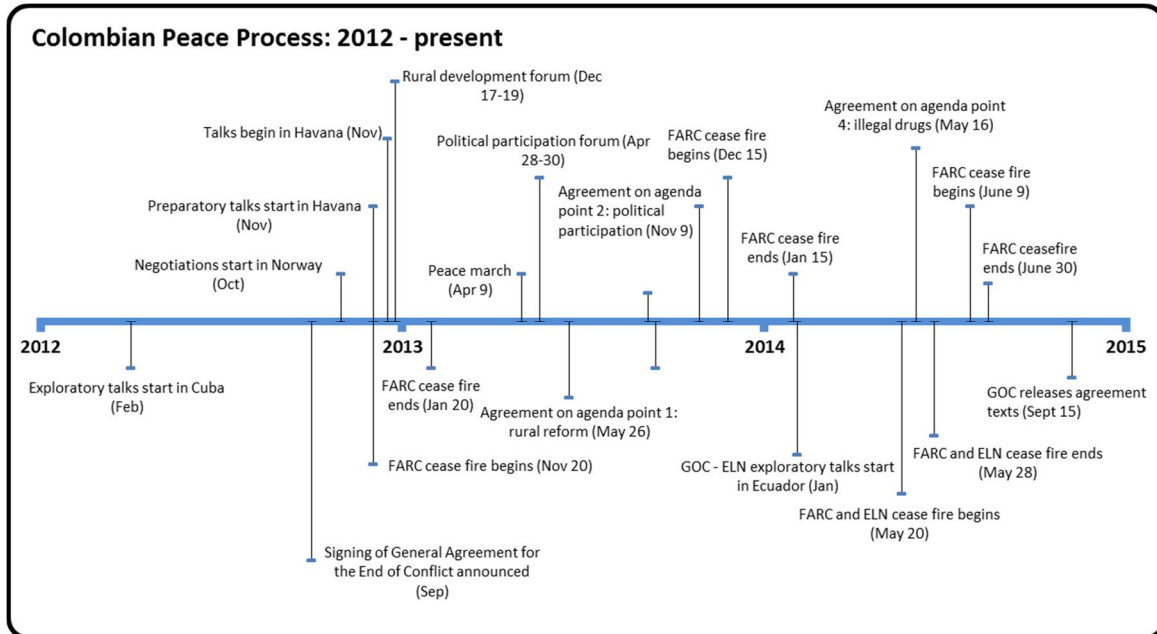 Colombian Peace Process: 2012 - present
Rural development forum (Dec
17-19)
Talks begin in Havana (Nov)
Preparatory talks start in Havana
(Nov)
Negotiations start in Norway
(Oct)
Political participation forum (Apr
28-30)
Peace march
(Apr 9)
FARC cease fire
begins (Dec 15)
Agreement on agenda
point 2: political
participation (Nov 9)
FARC cease fire
ends (Jan 15)
Agreement on agenda point
4: illegal drugs (May 16)
FARC cease fire
begins (June 9)
FARC ceasefire
ends (June 30)
2012
2013
2014
2015
Exploratory talks start in Cuba
(Feb)
FARC cease fire
ends (Jan 20)
FARC cease fire begins (Nov 20)
Signing of General Agreement for
the End of Conflict announced
(Sep)
Agreement on agenda point 1:
rural reform (May 26)
GOC - ELN exploratory talks start
in Ecuador (Jan)
FARC and ELN cease fire begins
(May 20)
FARC and ELN cease fire ends
(May 28)
GOC releases agreement
texts (Sept 15)